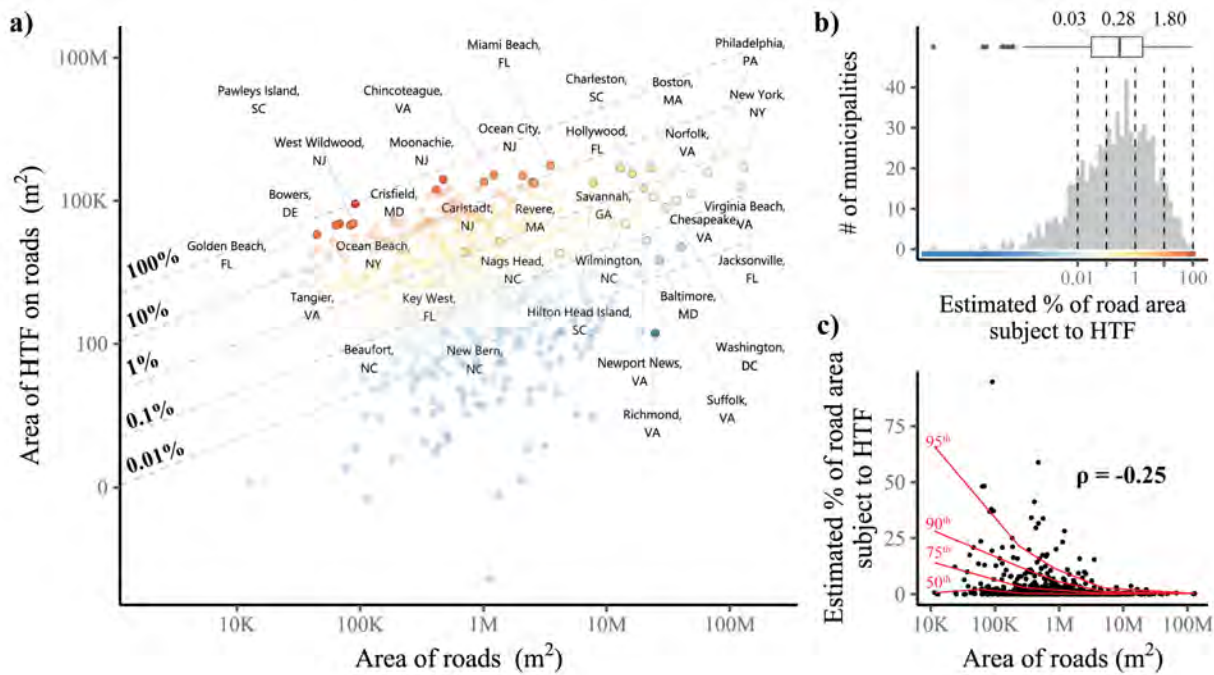 a)
Area of HTF on roads (m²)
100M
100K
100
0
10K
100K
1M
10M
100M
Area of roads (m²)
100%
10%
1%
0.1%
0.01%
Miami Beach,
FL
Philadelphia,
PA
Pawleys Island,
SC
Chincoteague,
VA
Charleston,
SC
Boston,
MA
New York,
NY
West Wildwood,
NJ
Moonachie,
NJ
Ocean City,
NJ
Hollywood,
FL
Norfolk,
VA
Bowers,
DE
Crisfield,
MD
Carlstadt,
NJ
Revere,
MA
Savannah,
GA
Virginia Beach,
VA
Chesapeake,
VA
Golden Beach,
FL
Ocean Beach,
NY
Nags Head,
NC
Wilmington,
NC
Jacksonville,
FL
Tangier,
VA
Key West,
FL
Hilton Head Island,
SC
Baltimore,
MD
Beaufort,
NC
New Bern,
NC
Newport News,
VA
Washington,
DC
Richmond,
VA
Suffolk,
VA
b)
0.03 0.28 1.80
# of municipalities
40
30
20
10
0
0.01 1 100
Estimated % of road area
subject to HTF
c)
Estimated % of road area
subject to HTF
75
50
25
0
95th
90th
75th
50th
ρ = -0.25
10K 100K 1M 10M 100M
Area of roads (m²)